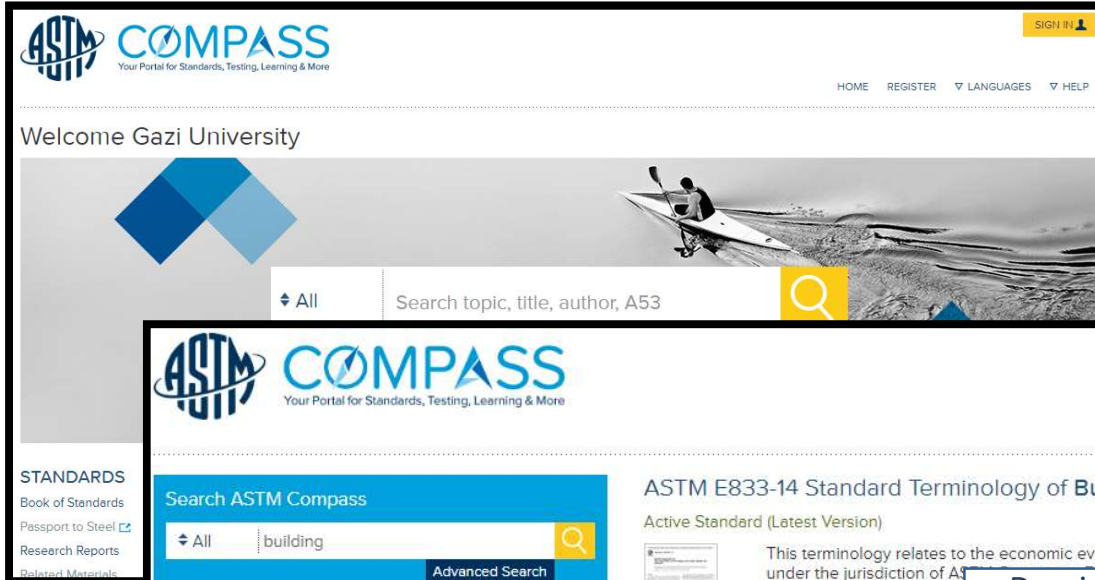 ASTM COMPASS
Your Portal for Standards, Testing, Learning & More
SIGN IN
HOME REGISTER LANGUAGES HELP
Welcome Gazi University
All Search topic, title, author, A53
STANDARDS
Book of Standards
Passport to Steel
Research Reports
Related Materials
ASTM COMPASS
Your Portal for Standards, Testing, Learning & More
Search ASTM Compass
All building
Advanced Search
ASTM E833-14 Standard Terminology of
Active Standard (Latest Version)
This terminology relates to the economic
under the jurisdiction of